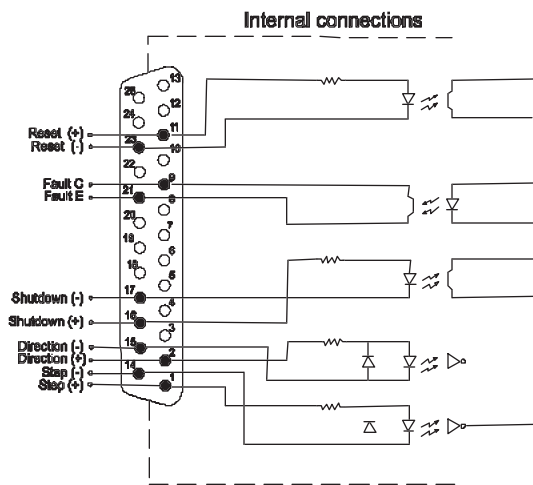 Internal connections
13
25
12
24
11
Reset (+)
Reset (-)
23
10
22
9
Fault C
Fault E
21
8
20
7
19
6
18
5
17
Shutdown (-)
4
16
Shutdown (+)
3
15
Direction (-)
2
Direction (+)
14
Step (-)
1
Step (+)